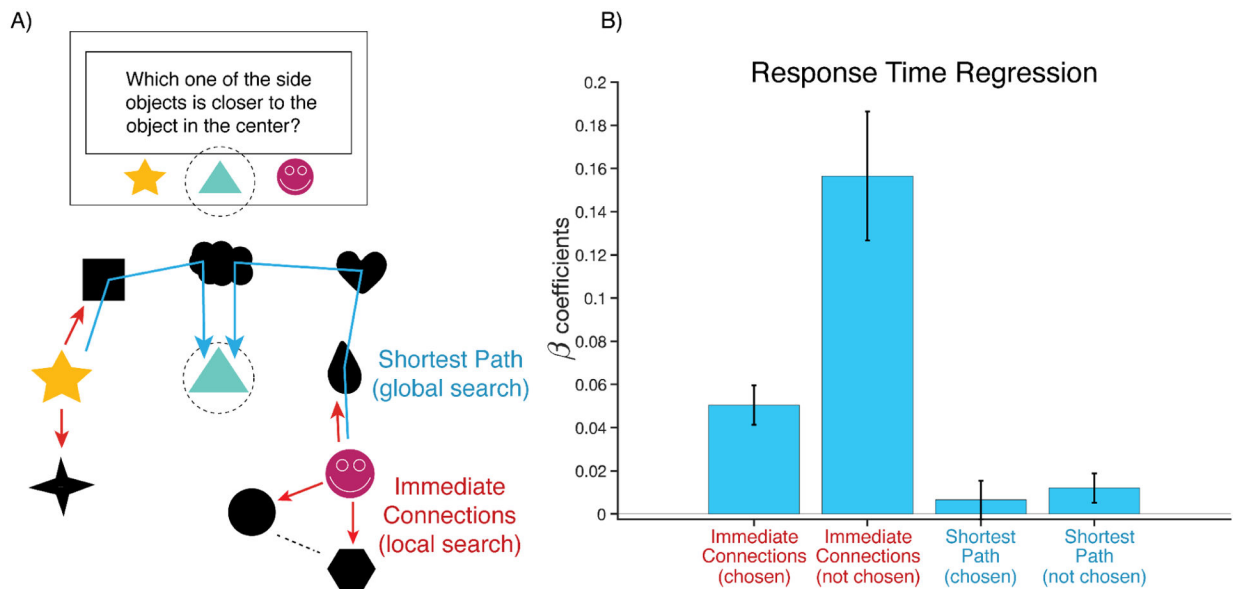 A)
Which one of the side
objects is closer to the
object in the center?
Shortest Path
(global search)
Immediate
Connections
(local search)
B)
Response Time Regression
β coefficients
0.2
0.18
0.16
0.14
0.12
0.1
0.08
0.06
0.04
0.02
0
Immediate
Connections
(chosen)
Immediate
Connections
(not chosen)
Shortest
Path
(chosen)
Shortest
Path
(not chosen)